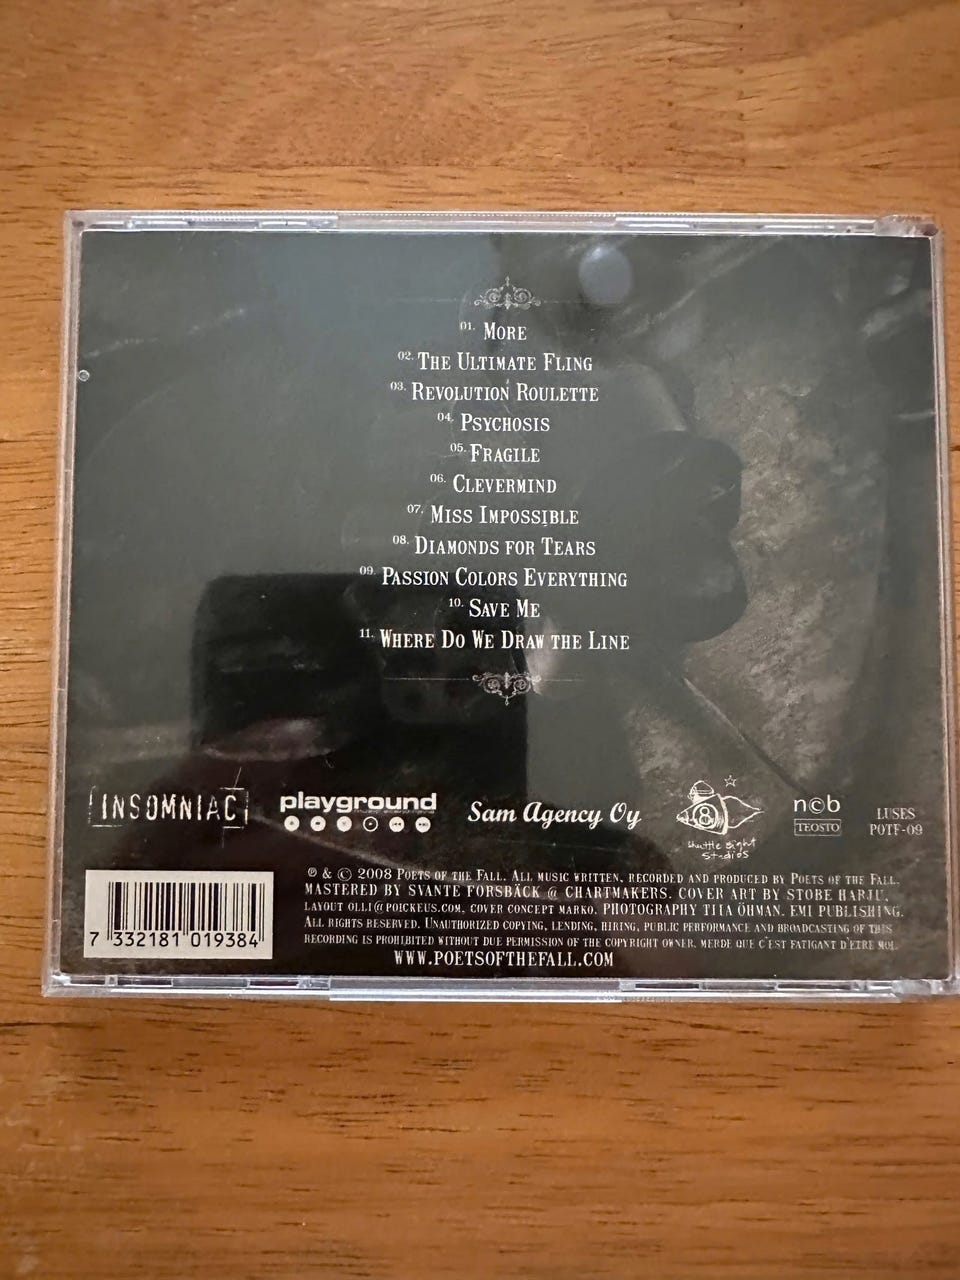 01. More
02. The Ultimate Fling
03. Revolution Roulette
04. Psychosis
05. Fragile
06. Clevermind
07. Miss Impossible
08. Diamonds for Tears
09. Passion Colors Everything
10. Save Me
11. Where Do We Draw the Line
INSOMNIAC
playground
Sam Agency Oy
8
shuttle eight
studios
n©b
TEOSTO
LUSES
POTF-09
7 332181 019384
℗ & © 2008 Poets of the Fall. All music written, recorded and produced by Poets of the Fall.
Mastered by Svante Forsbäck @ Chartmakers. Cover art by Stobe Harju.
Layout olli@poickeus.com, cover concept Marko. Photography Tiia Öhman. EMI Publishing.
All rights reserved. Unauthorized copying, lending, hiring, public performance and broadcasting of this
recording is prohibited without due permission of the copyright owner. Merde que c'est fatigant d'etre moi.
WWW.POETSOFTHEFALL.COM